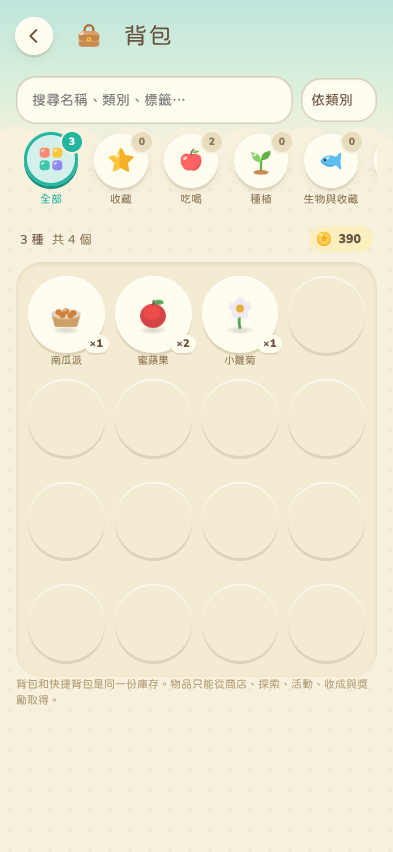 背包
搜尋名稱、類別、標籤⋯
依類別
3
0
2
0
0
全部
收藏
吃喝
種植
生物與收藏
3 種 共 4 個
390
×1
×2
×1
南瓜派
蜜蘋果
小雛菊
背包和快捷背包是同一份庫存。物品只能從商店、探索、活動、收成與獎
勵取得。